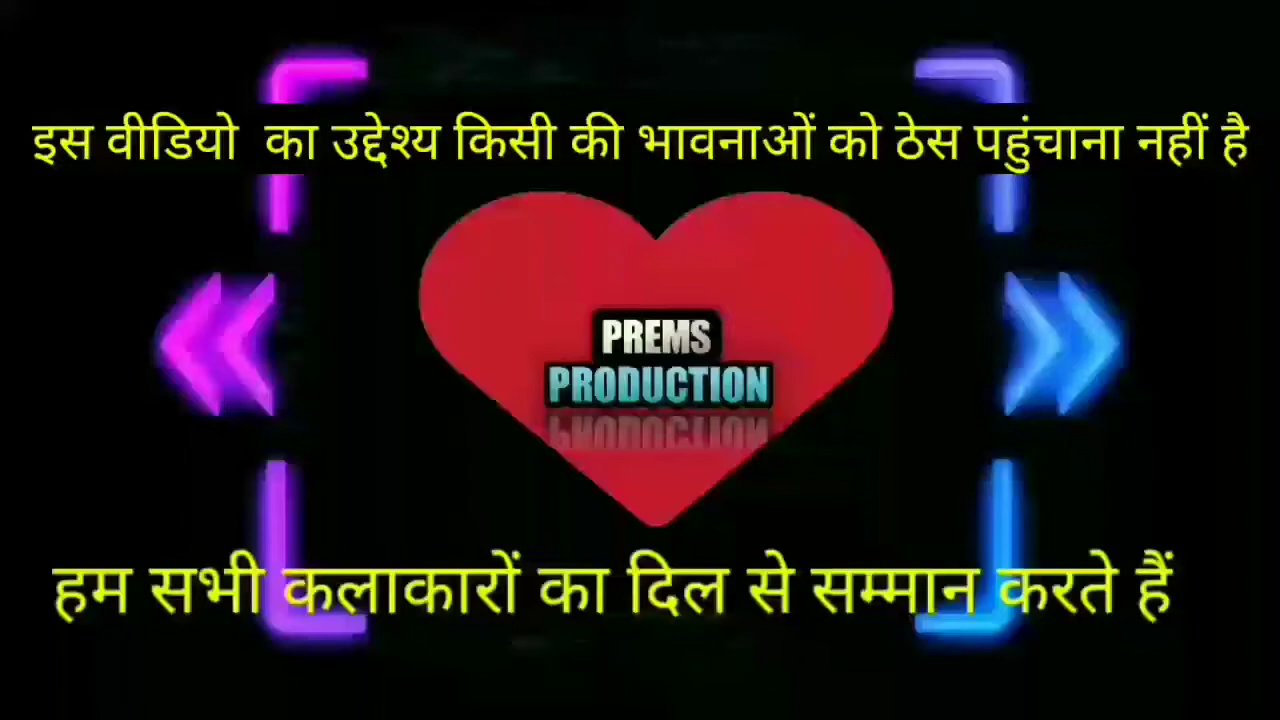 इस वीडियो का उद्देश्य किसी की भावनाओं को ठेस पहुंचाना नहीं है
PREMS
PRODUCTION
हम सभी कलाकारों का दिल से सम्मान करते हैं